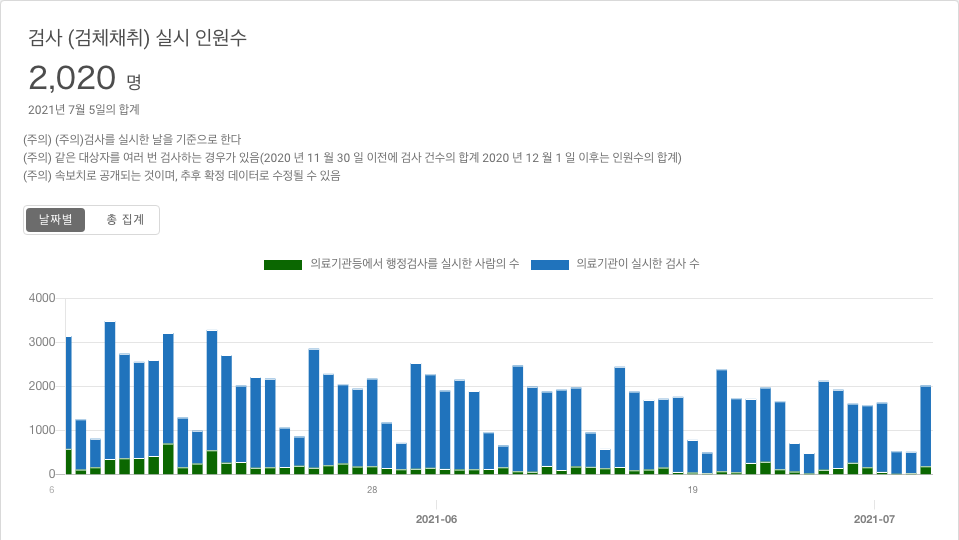 검사 (검체채취) 실시 인원수
2,020 명
2021년 7월 5일의 합계
(주의) (주의)검사를 실시한 날을 기준으로 한다
(주의) 같은 대상자를 여러 번 검사하는 경우가 있음(2020 년 11 월 30 일 이전에 검사 건수의 합계 2020 년 12 월 1 일 이후는 인원수의 합계)
(주의) 속보치로 공개되는 것이며, 추후 확정 데이터로 수정될 수 있음
날짜별 총 집계
의료기관등에서 행정검사를 실시한 사람의 수 의료기관이 실시한 검사 수
4000
3000
2000
1000
0
6 28 19
2021-06 2021-07